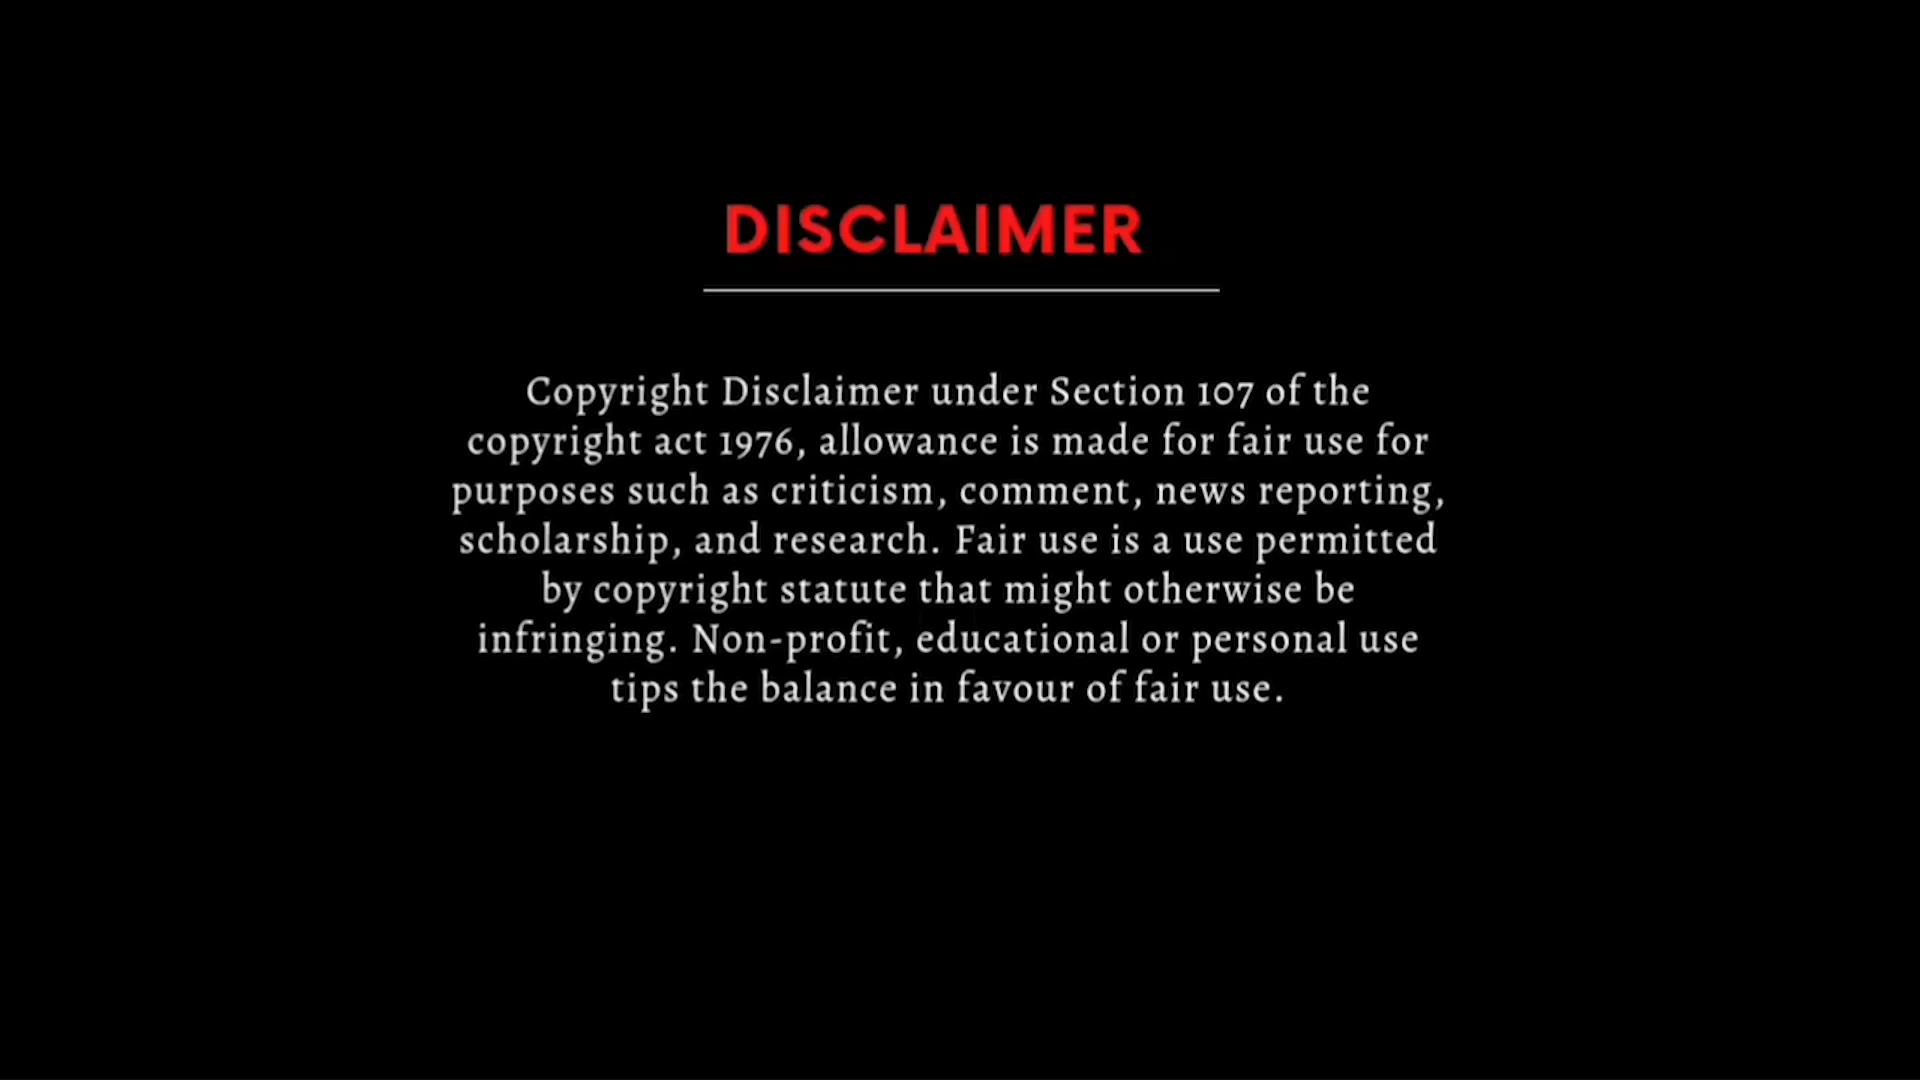 DISCLAIMER
Copyright Disclaimer under Section 107 of the
copyright act 1976, allowance is made for fair use for
purposes such as criticism, comment, news reporting,
scholarship, and research. Fair use is a use permitted
by copyright statute that might otherwise be
infringing. Non-profit, educational or personal use
tips the balance in favour of fair use.